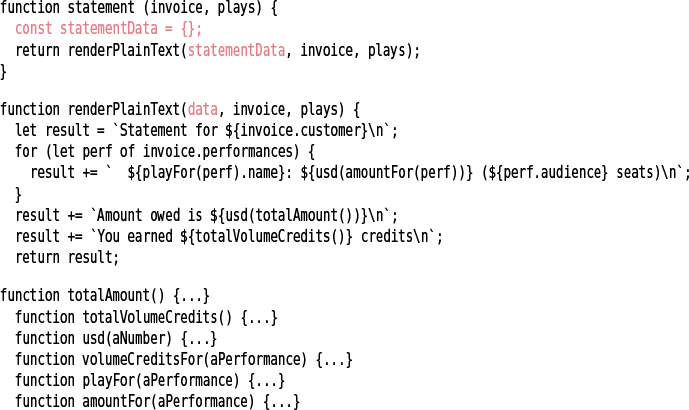 function statement (invoice, plays) {
  const statementData = {};
  return renderPlainText(statementData, invoice, plays);
}

function renderPlainText(data, invoice, plays) {
  let result = `Statement for ${invoice.customer}\n`;
  for (let perf of invoice.performances) {
    result += `  ${playFor(perf).name}: ${usd(amountFor(perf))} (${perf.audience} seats)\n`;
  }
  result += `Amount owed is ${usd(totalAmount())}\n`;
  result += `You earned ${totalVolumeCredits()} credits\n`;
  return result;

function totalAmount() {...}
  function totalVolumeCredits() {...}
  function usd(aNumber) {...}
  function volumeCreditsFor(aPerformance) {...}
  function playFor(aPerformance) {...}
  function amountFor(aPerformance) {...}